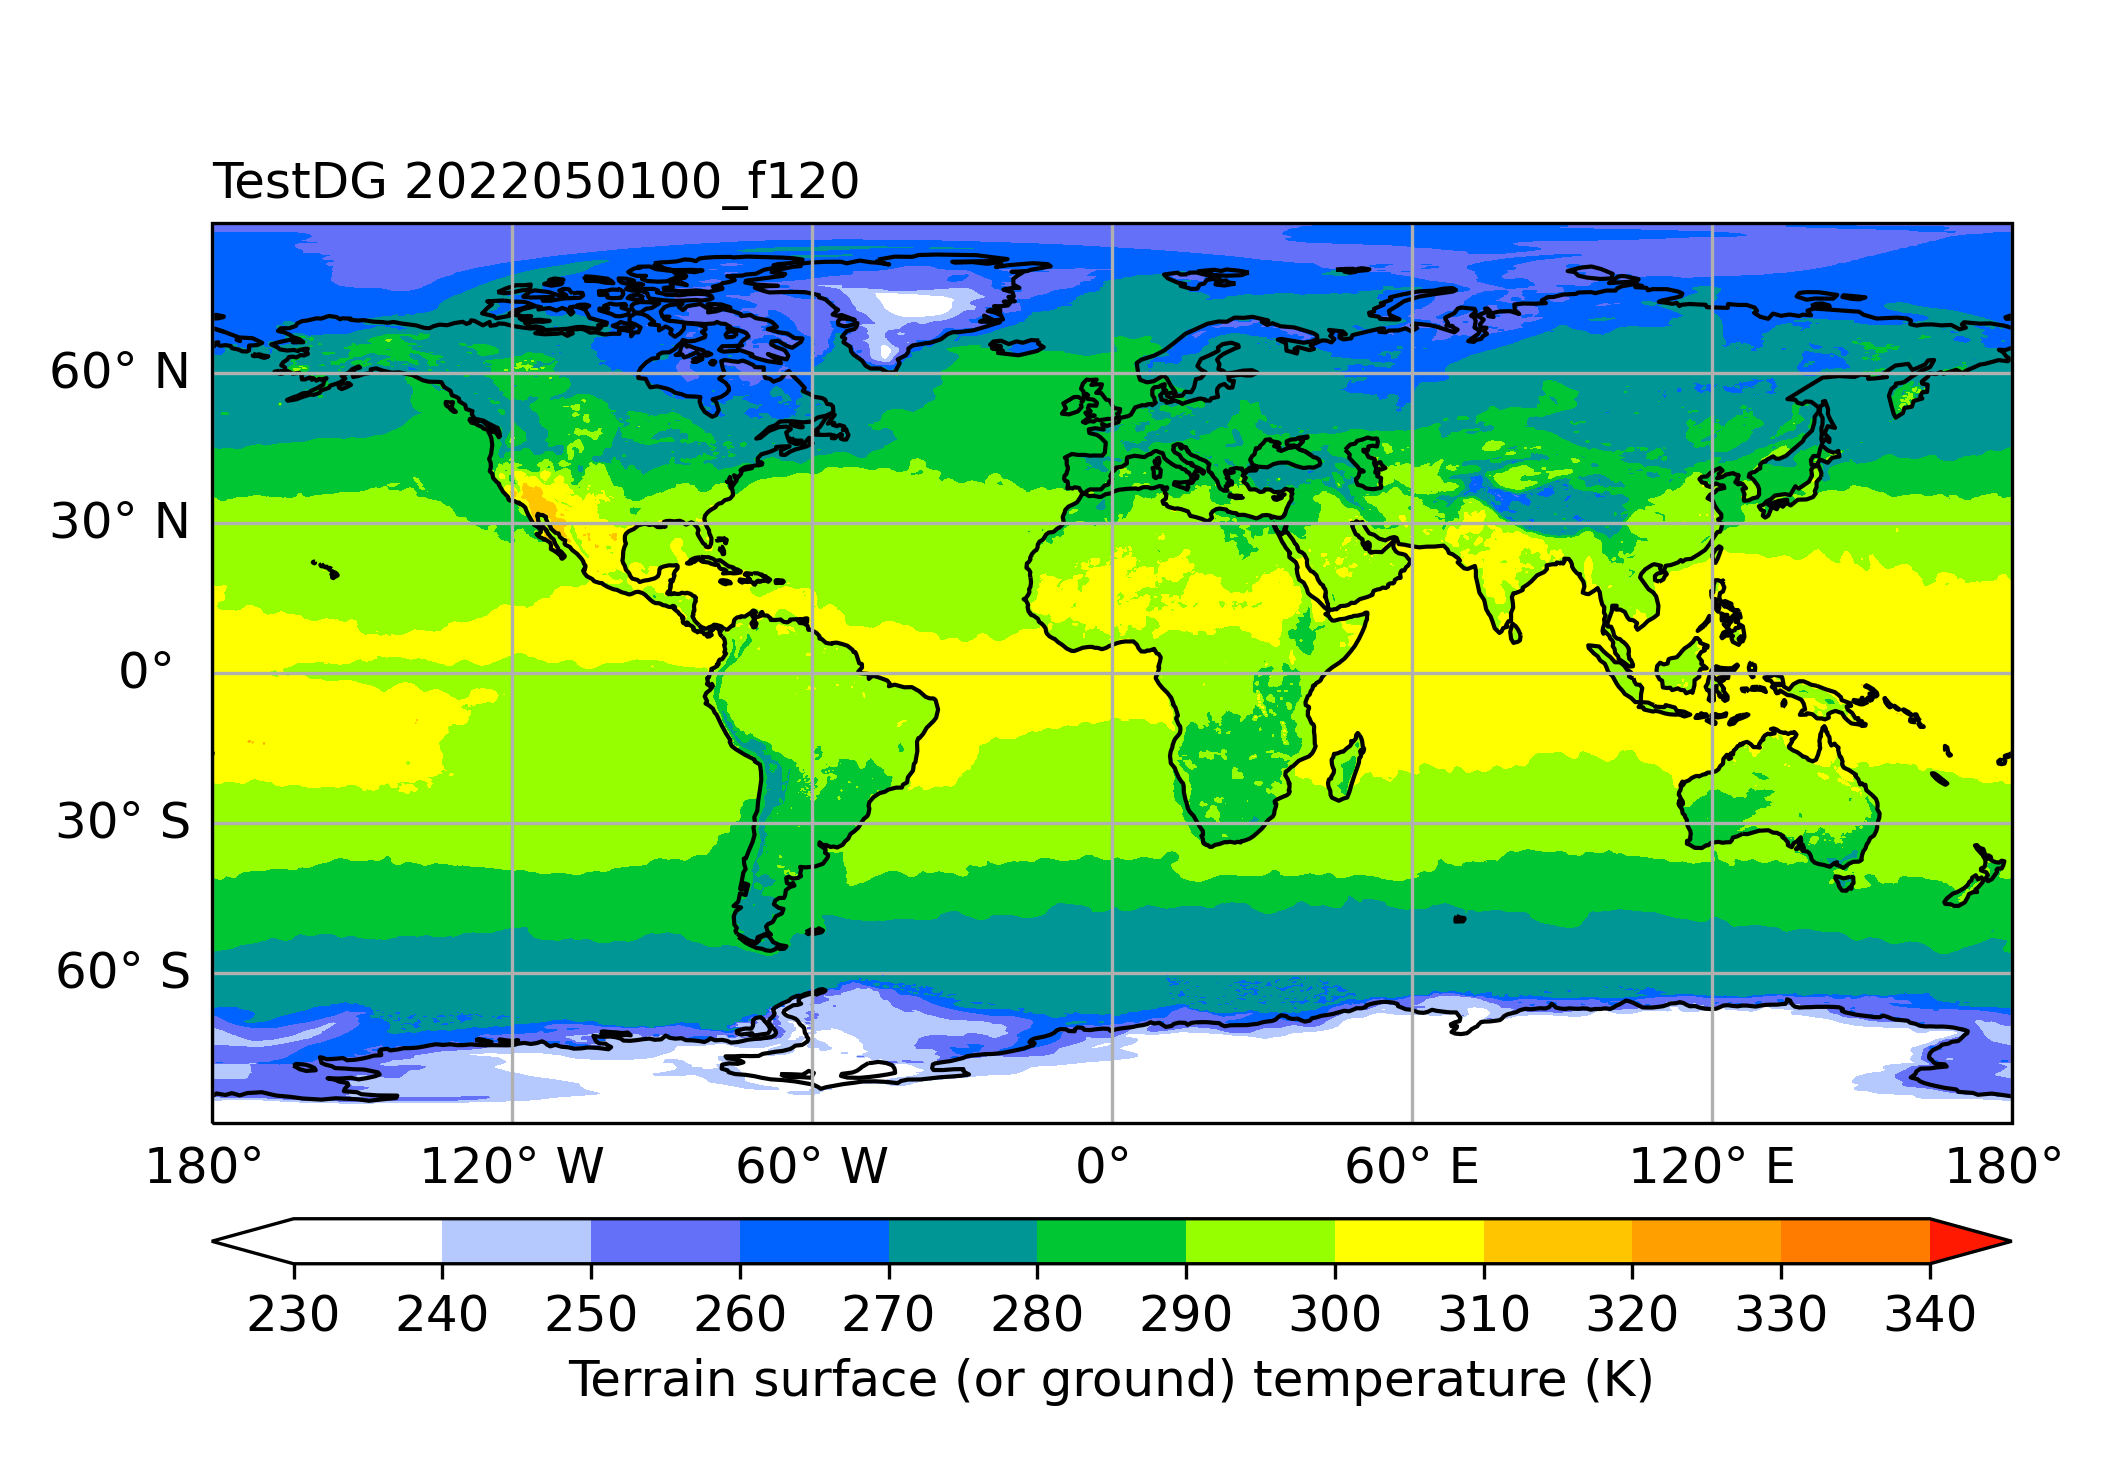 TestDG 2022050100_f120
60° N
30° N
0°
30° S
60° S
180° 120° W 60° W 0° 60° E 120° E 180°
230 240 250 260 270 280 290 300 310 320 330 340
Terrain surface (or ground) temperature (K)